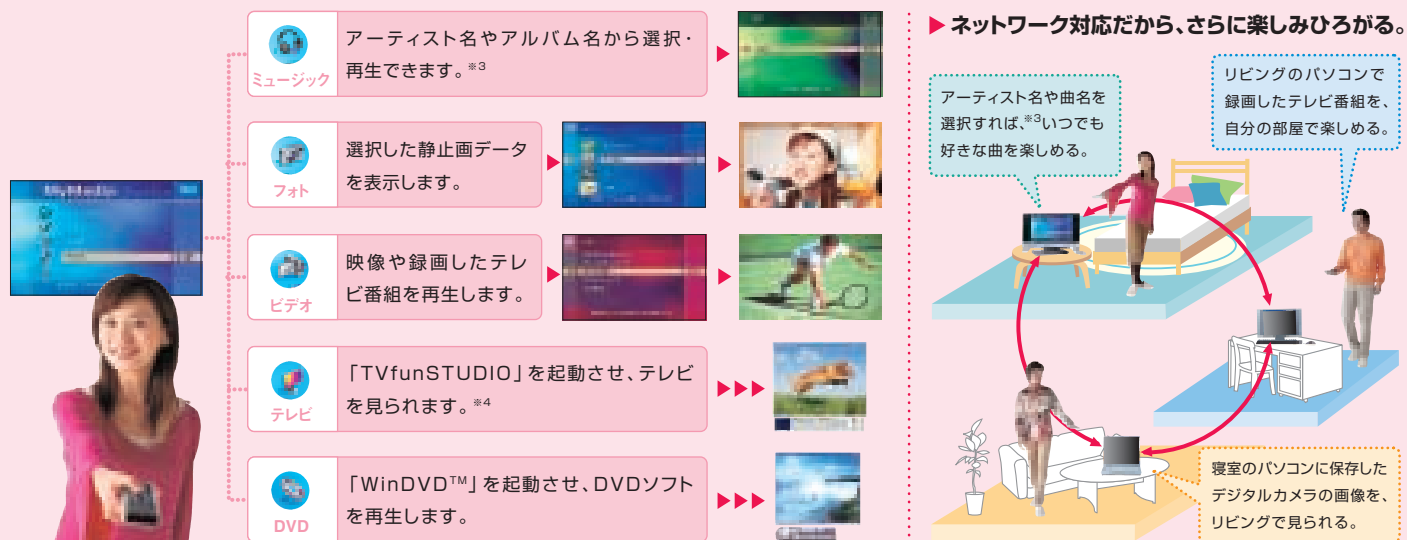 MyMedia
ミュージック
アーティスト名やアルバム名から選択・
再生できます。※3
フォト
選択した静止画データ
を表示します。
ビデオ
映像や録画したテレ
ビ番組を再生します。
テレビ
「TVfunSTUDIO」を起動させ、テレビ
を見られます。※4
DVD
「WinDVD™」を起動させ、DVDソフト
を再生します。
▶ネットワーク対応だから、さらに楽しみひろがる。
アーティスト名や曲名を
選択すれば、※3いつでも
好きな曲を楽しめる。
リビングのパソコンで
録画したテレビ番組を、
自分の部屋で楽しめる。
寝室のパソコンに保存した
デジタルカメラの画像を、
リビングで見られる。